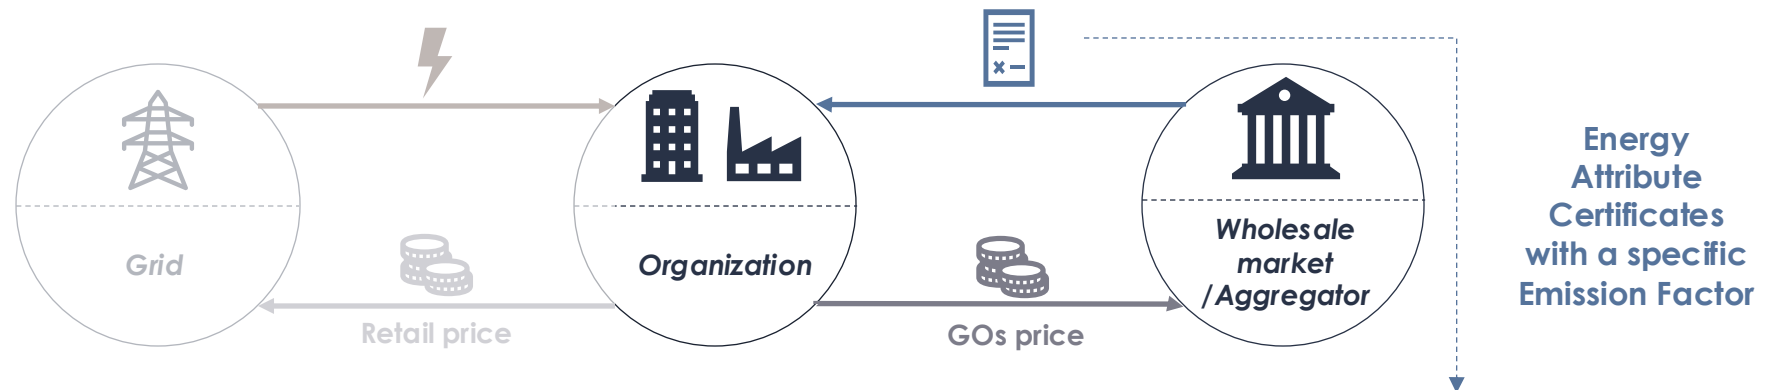 Grid
Retail price
Organization
GOs price
Wholesale
market
/Aggregator
Energy
Attribute
Certificates
with a specific
Emission Factor